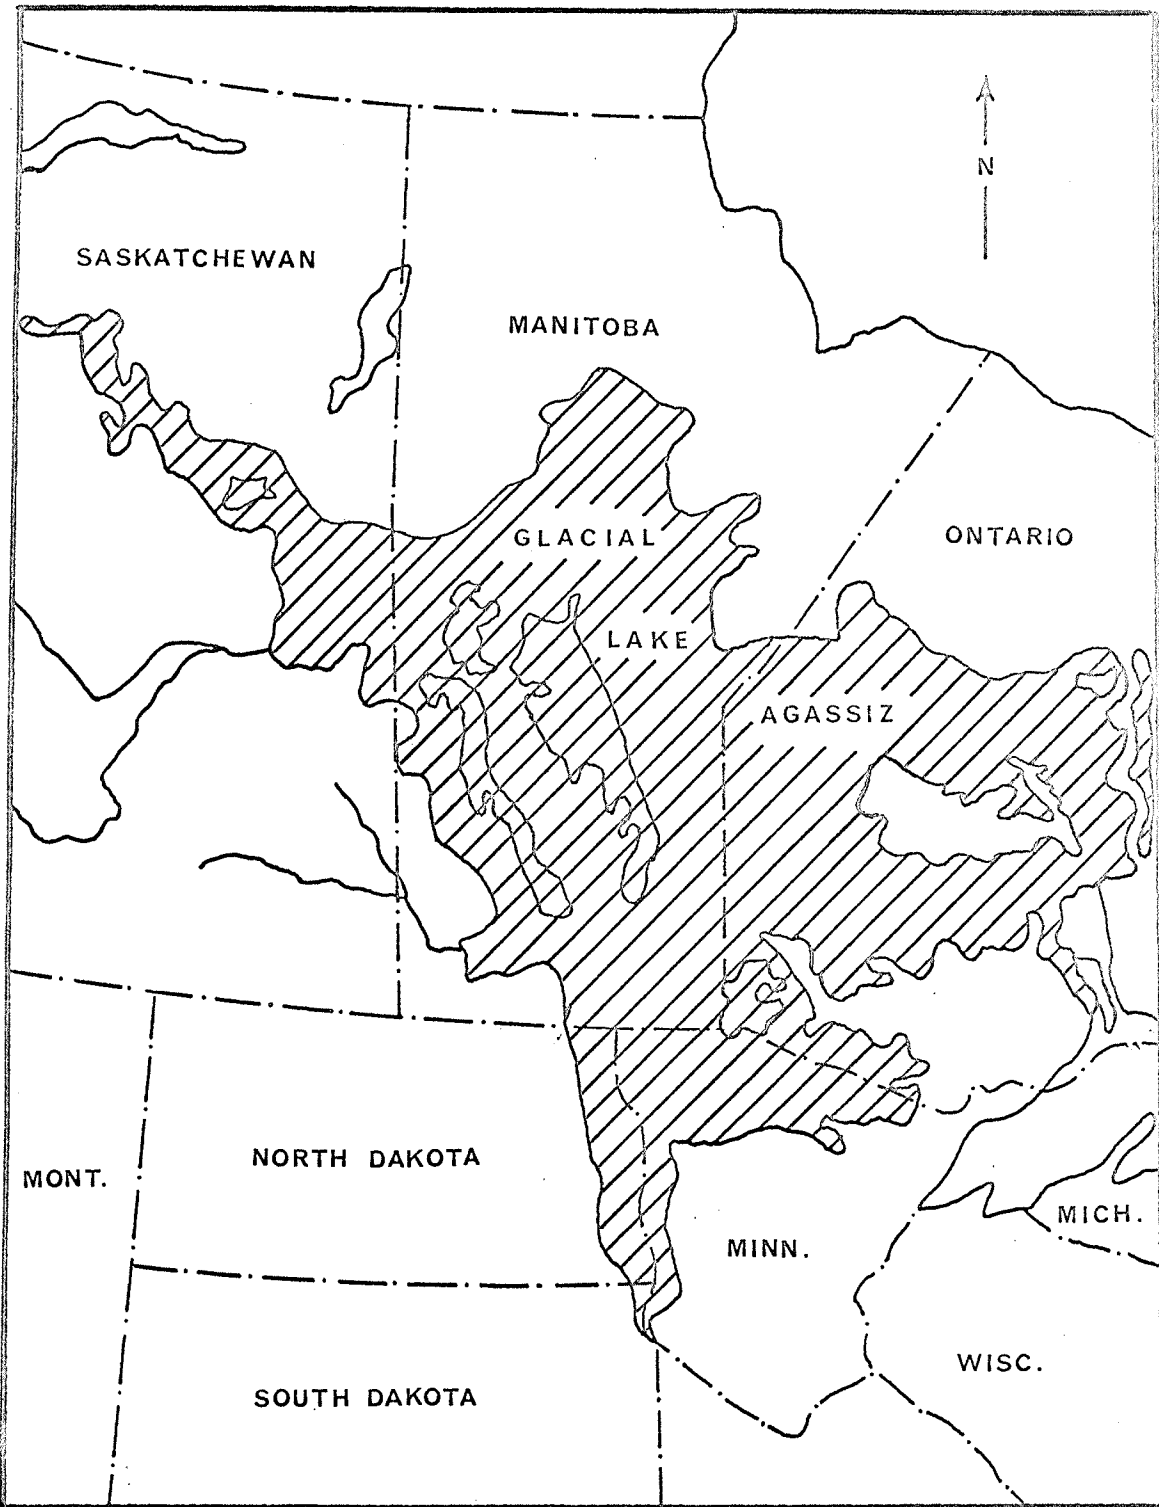 N
SASKATCHEWAN
MANITOBA
GLACIAL
ONTARIO
LAKE
AGASSIZ
NORTH DAKOTA
MONT.
MICH.
MINN.
WISC.
SOUTH DAKOTA